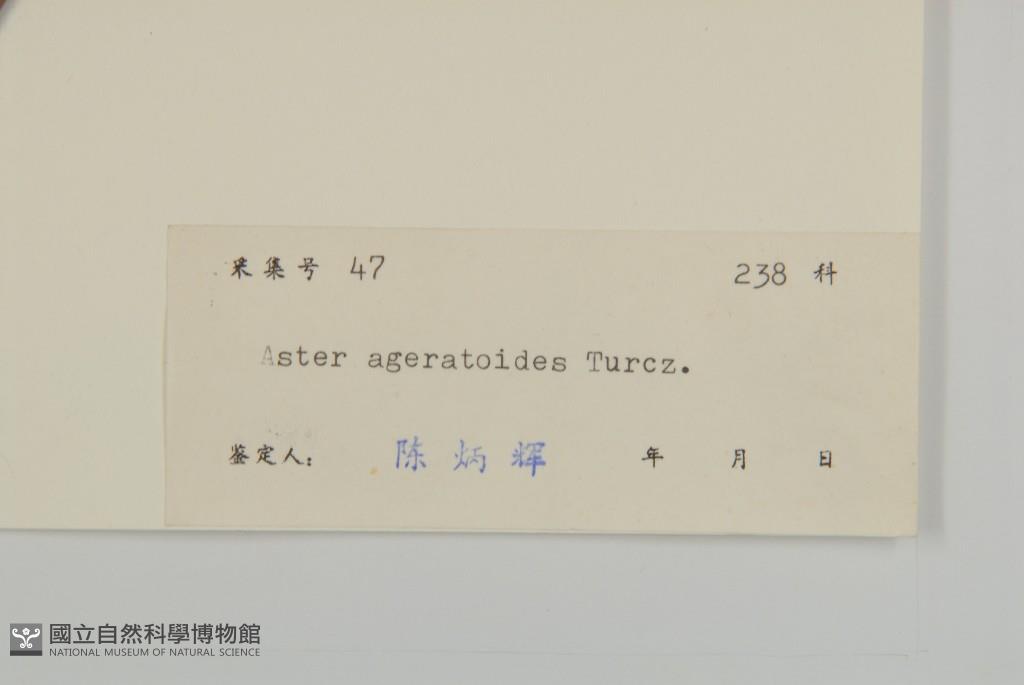 采集号 47 238 科
Aster ageratoides Turcz.
鉴定人: 陈炳辉 年 月 日
國立自然科學博物館
NATIONAL MUSEUM OF NATURAL SCIENCE